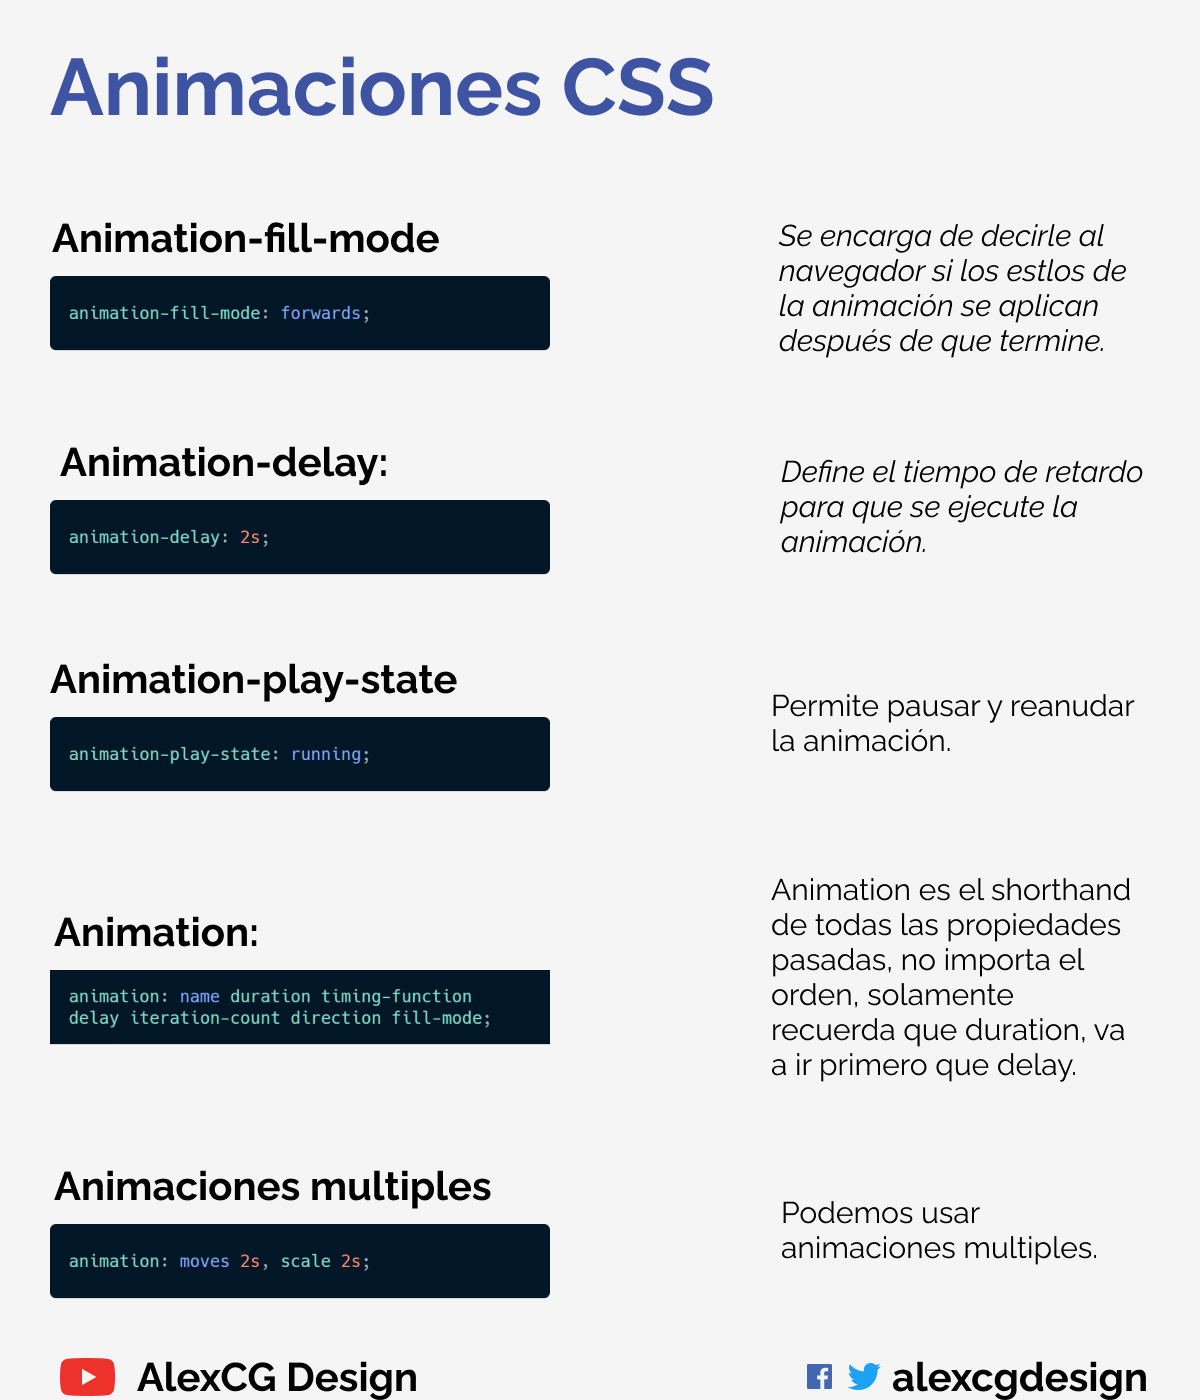 Animaciones CSS
Animation-fill-mode
animation-fill-mode: forwards;
Se encarga de decirle al
navegador si los estlos de
la animación se aplican
después de que termine.
Animation-delay:
animation-delay: 2s;
Define el tiempo de retardo
para que se ejecute la
animación.
Animation-play-state
animation-play-state: running;
Permite pausar y reanudar
la animación.
Animation:
animation: name duration timing-function
delay iteration-count direction fill-mode;
Animation es el shorthand
de todas las propiedades
pasadas, no importa el
orden, solamente
recuerda que duration, va
a ir primero que delay.
Animaciones multiples
animation: moves 2s, scale 2s;
Podemos usar
animaciones multiples.
AlexCG Design
alexcgdesign